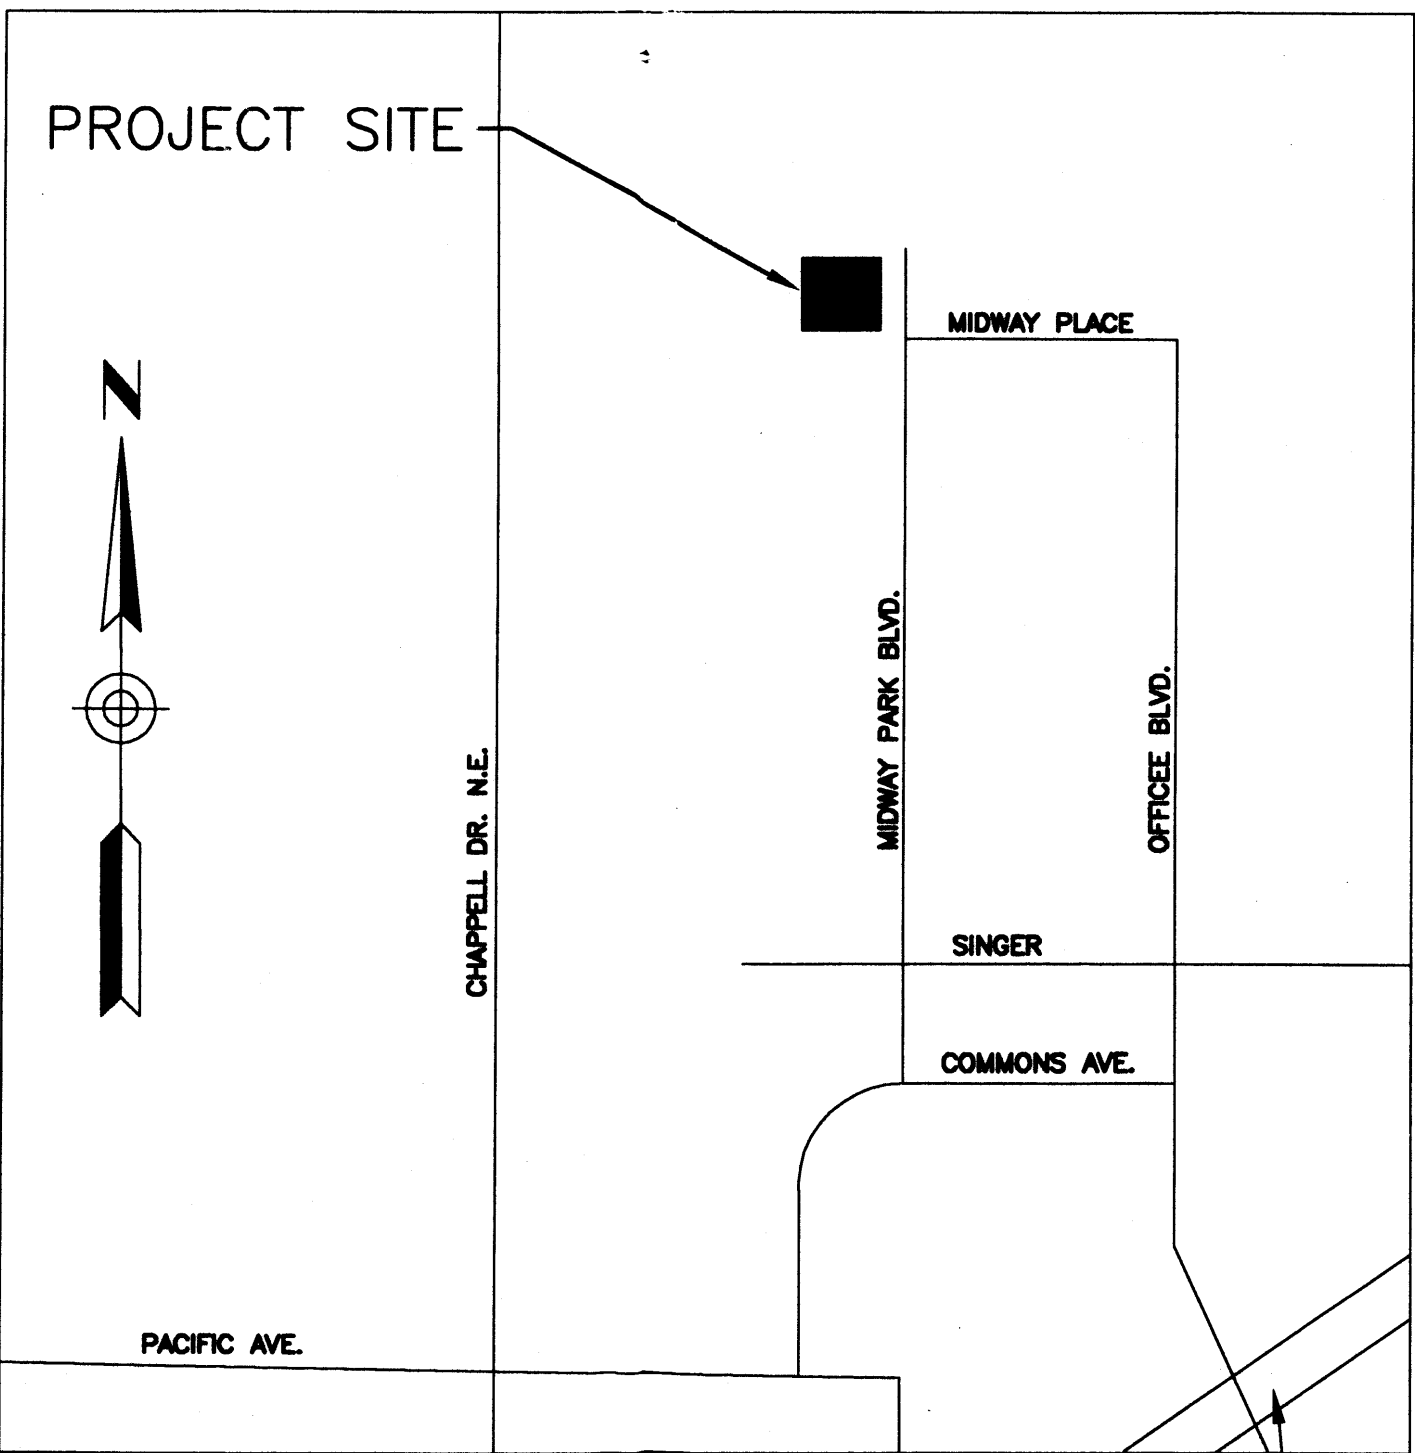 PROJECT SITE
MIDWAY PLACE
N
MIDWAY PARK BLVD.
OFFICEE BLVD.
CHAPPELL DR. N.E.
SINGER
COMMONS AVE.
PACIFIC AVE.